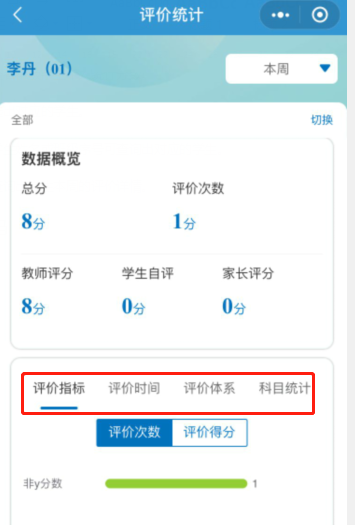 评价统计
李丹（01） 本周
全部 切换
数据概览
总分 评价次数
8分 1分
教师评分 学生自评 家长评分
8分 0分 0分
评价指标 评价时间 评价体系 科目统计
评价次数 评价得分
非y分数 1